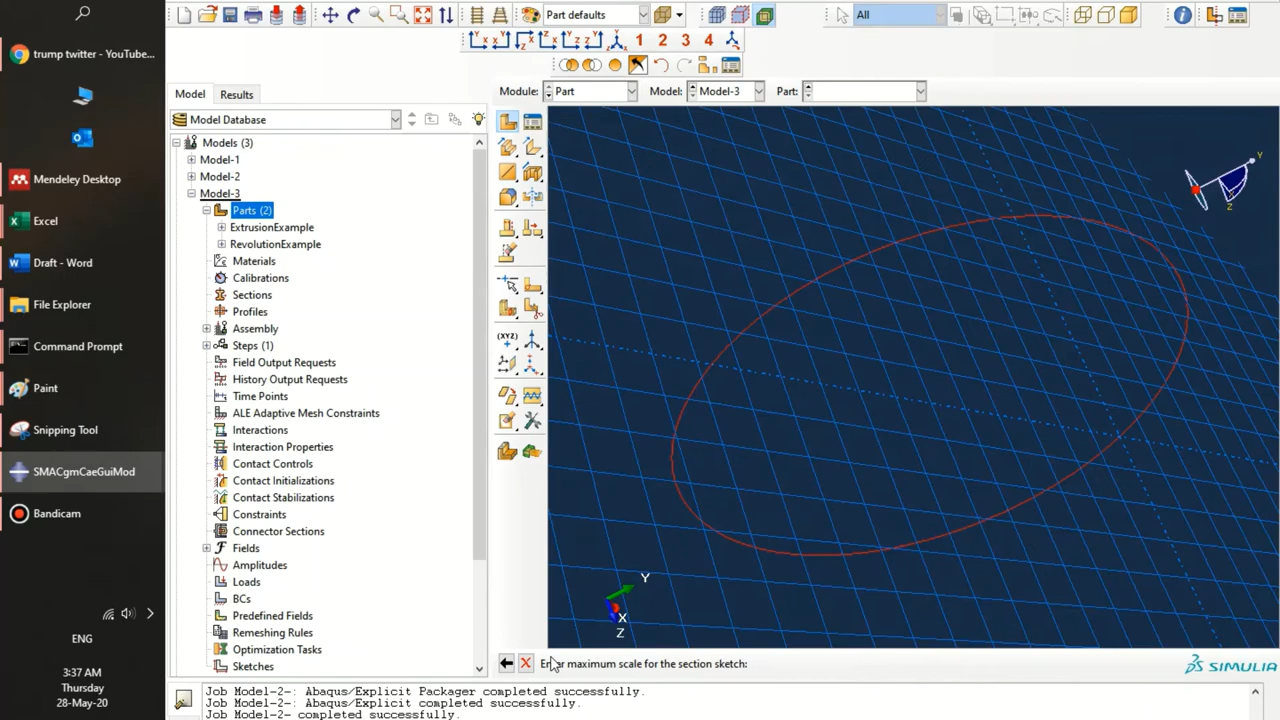 Part defaults
All
1 2 3 4
trump twitter - YouTube...
Mendeley Desktop
Excel
Draft - Word
File Explorer
Command Prompt
Paint
Snipping Tool
SMACgmCaeGuiMod
Bandicam
ENG
3:37 AM
Thursday
28-May-20
Model Results
Model Database
Models (3)
Model-1
Model-2
Model-3
Parts (2)
ExtrusionExample
RevolutionExample
Materials
Calibrations
Sections
Profiles
Assembly
Steps (1)
Field Output Requests
History Output Requests
Time Points
ALE Adaptive Mesh Constraints
Interactions
Interaction Properties
Contact Controls
Contact Initializations
Contact Stabilizations
Constraints
Connector Sections
Fields
Amplitudes
Loads
BCs
Predefined Fields
Remeshing Rules
Optimization Tasks
Sketches
Module: Part Model: Model-3 Part:
(XYZ)
Y
Z
Y
X
Z
Enter maximum scale for the section sketch:
SIMULIA
Job Model-2-: Abaqus/Explicit Packager completed successfully.
Job Model-2-: Abaqus/Explicit completed successfully.
Job Model-2- completed successfully.